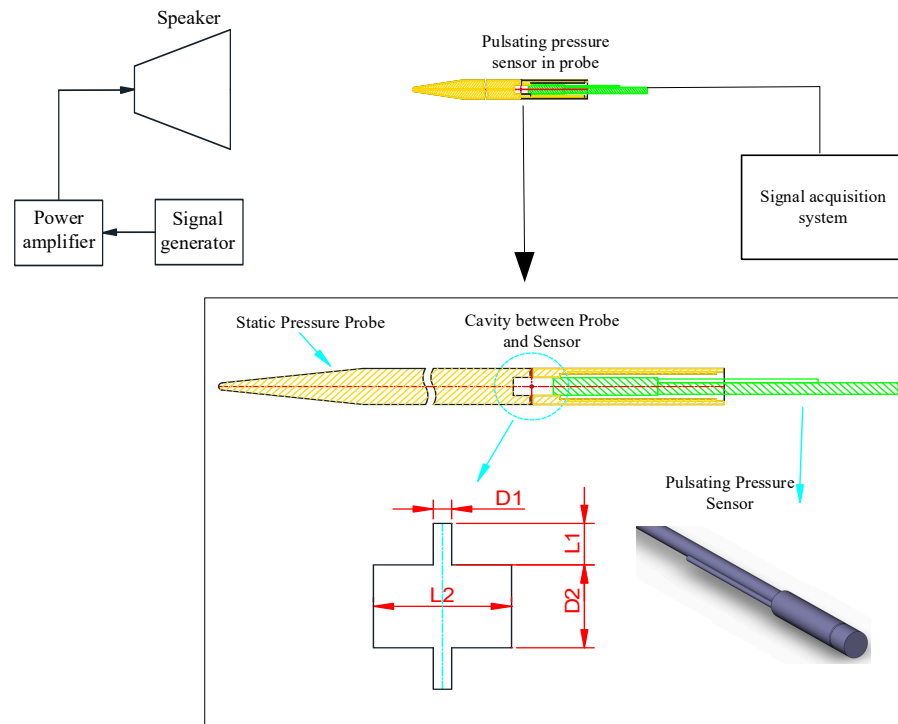 Speaker
Pulsating pressure
sensor in probe
Power
amplifier
Signal
generator
Signal acquisition
system
Static Pressure Probe
Cavity between Probe
and Sensor
D1
L1
L2
D2
Pulsating Pressure
Sensor